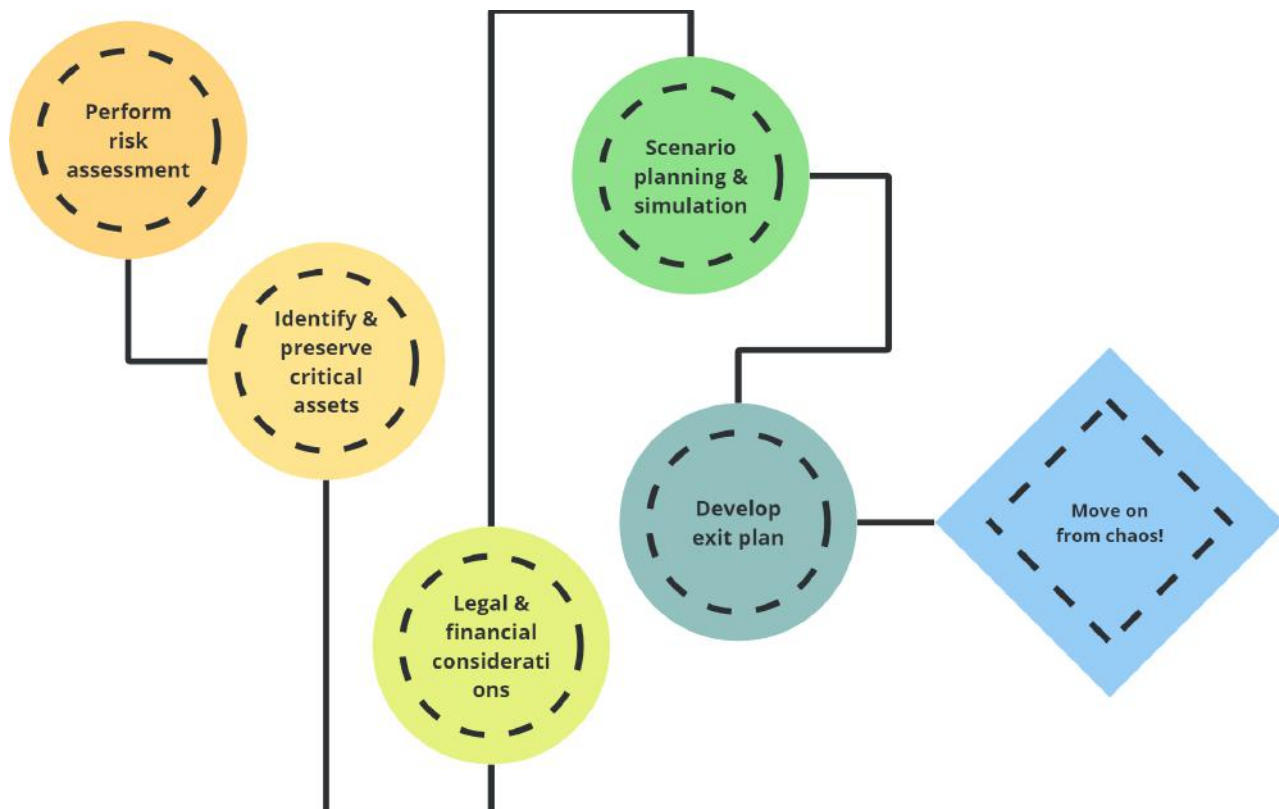 Perform
risk
assessment
Identify &
preserve
critical
assets
Legal &
financial
considerati
ons
Scenario
planning &
simulation
Develop
exit plan
Move on
from chaos!